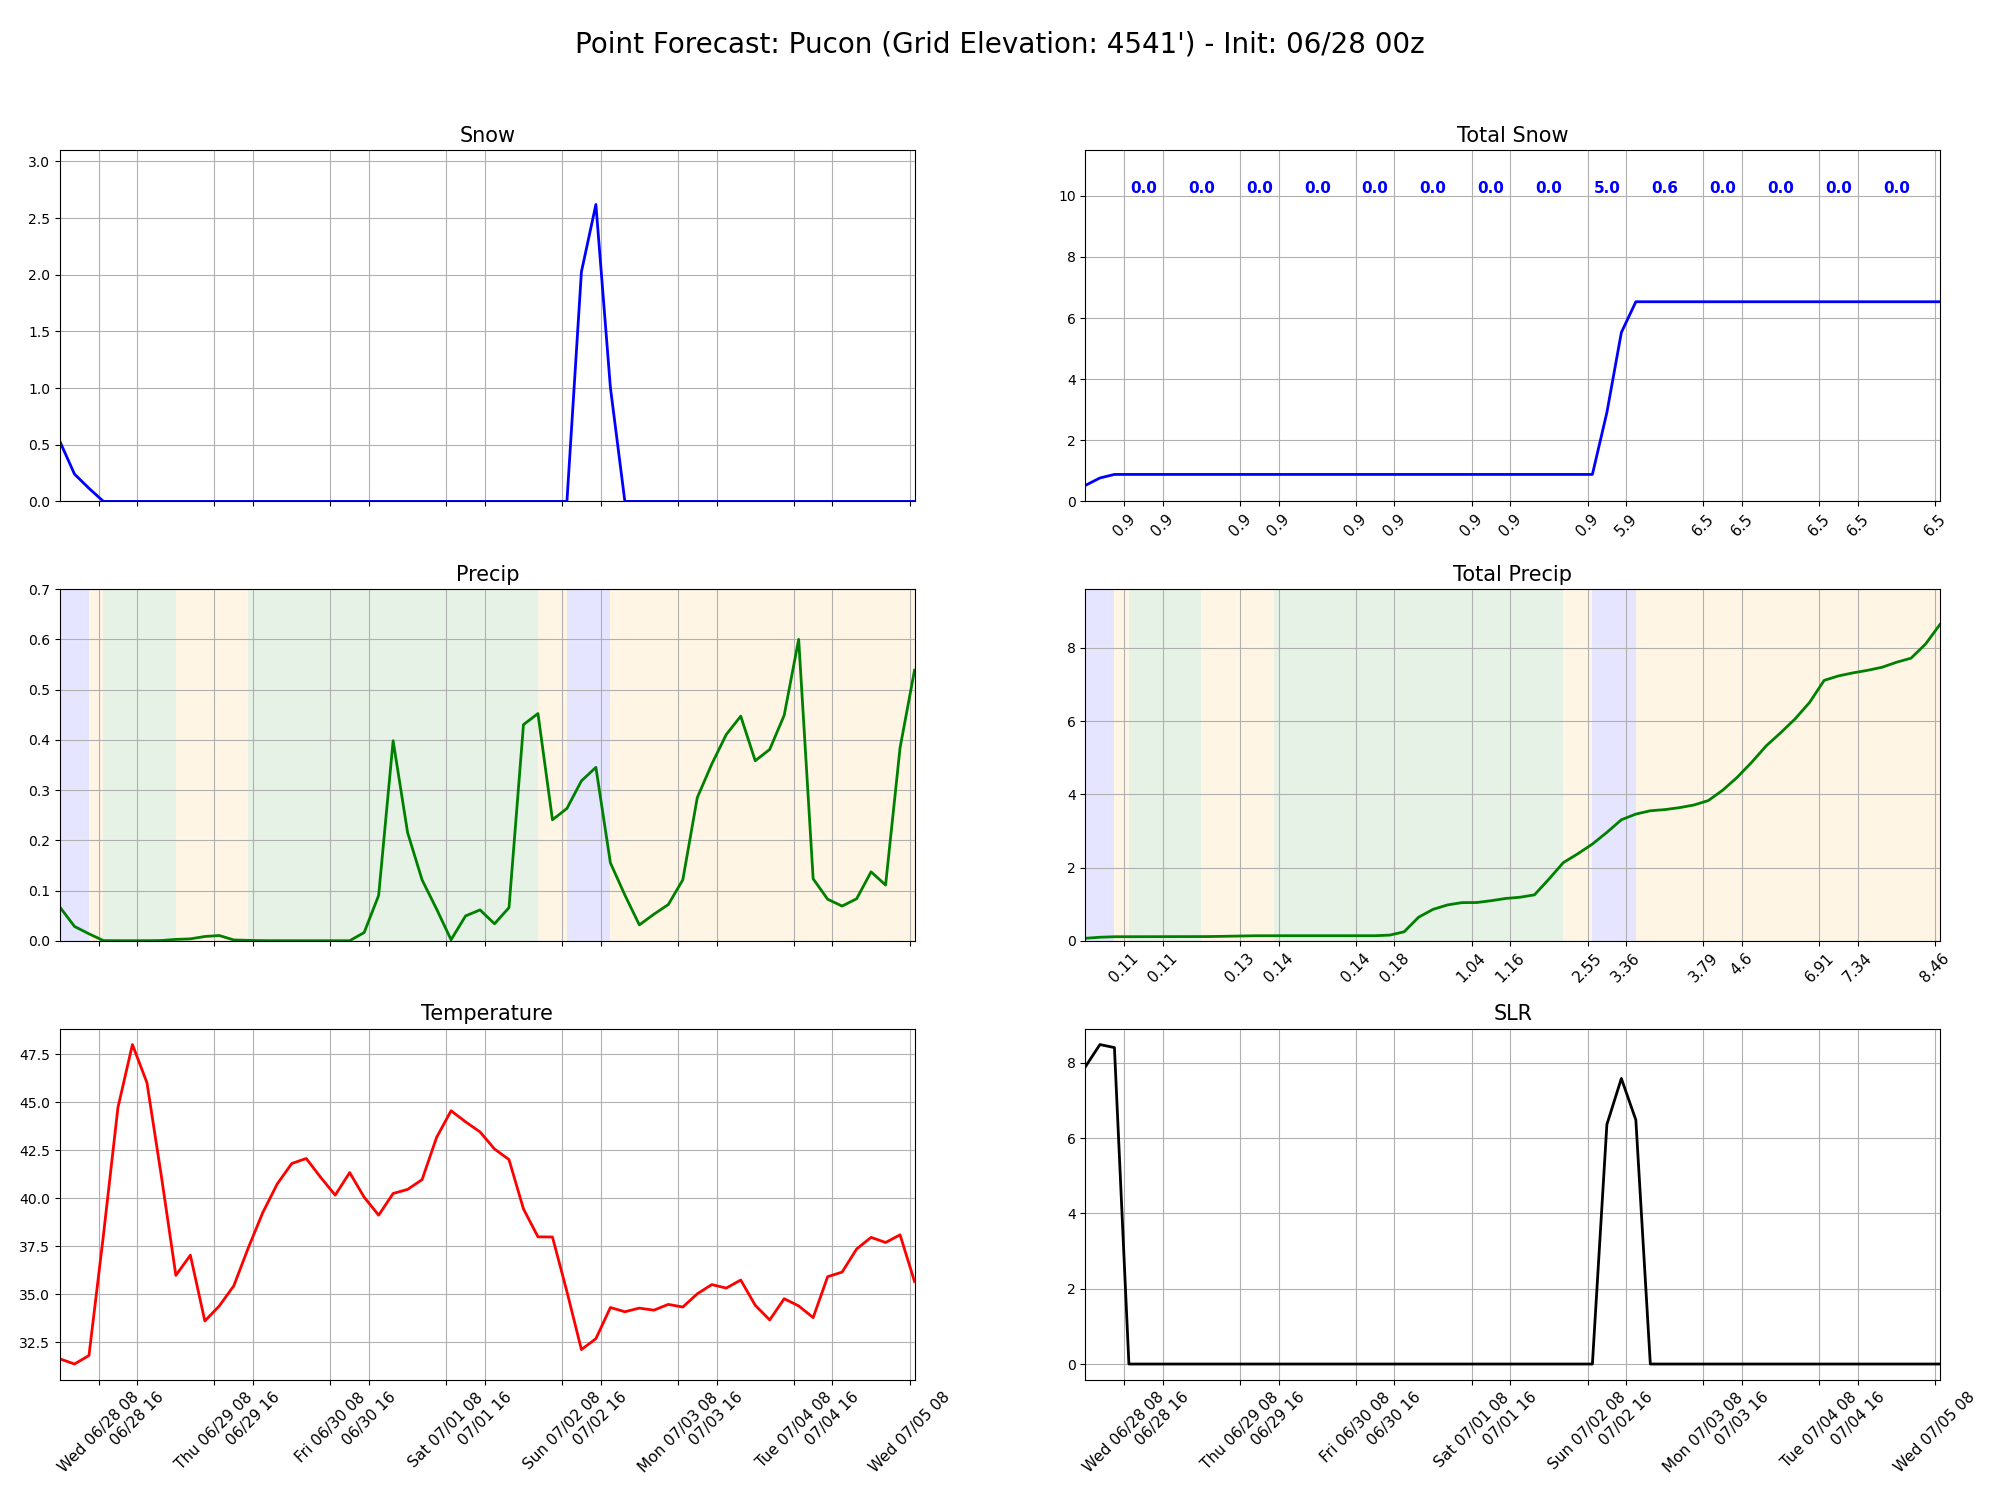 Point Forecast: Pucon (Grid Elevation: 4541') - Init: 06/28 00z
Snow
3.0
2.5
2.0
1.5
1.0
0.5
0.0
Total Snow
0.0 0.0 0.0 0.0 0.0 0.0 0.0 0.0 5.0 0.6 0.0 0.0 0.0 0.0
10
8
6
4
2
0
0.9 0.9 0.9 0.9 0.9 0.9 0.9 0.9 0.9 5.9 6.5 6.5 6.5 6.5 6.5
Precip
0.7
0.6
0.5
0.4
0.3
0.2
0.1
0.0
Total Precip
8
6
4
2
0
0.11 0.11 0.13 0.14 0.14 0.18 1.04 1.16 2.55 3.36 3.79 4.6 6.91 7.34 8.46
Temperature
47.5
45.0
42.5
40.0
37.5
35.0
32.5
Wed 06/28 08
06/28 16
Thu 06/29 08
06/29 16
Fri 06/30 08
06/30 16
Sat 07/01 08
07/01 16
Sun 07/02 08
07/02 16
Mon 07/03 08
07/03 16
Tue 07/04 08
07/04 16
Wed 07/05 08
SLR
8
6
4
2
0
Wed 06/28 08
06/28 16
Thu 06/29 08
06/29 16
Fri 06/30 08
06/30 16
Sat 07/01 08
07/01 16
Sun 07/02 08
07/02 16
Mon 07/03 08
07/03 16
Tue 07/04 08
07/04 16
Wed 07/05 08